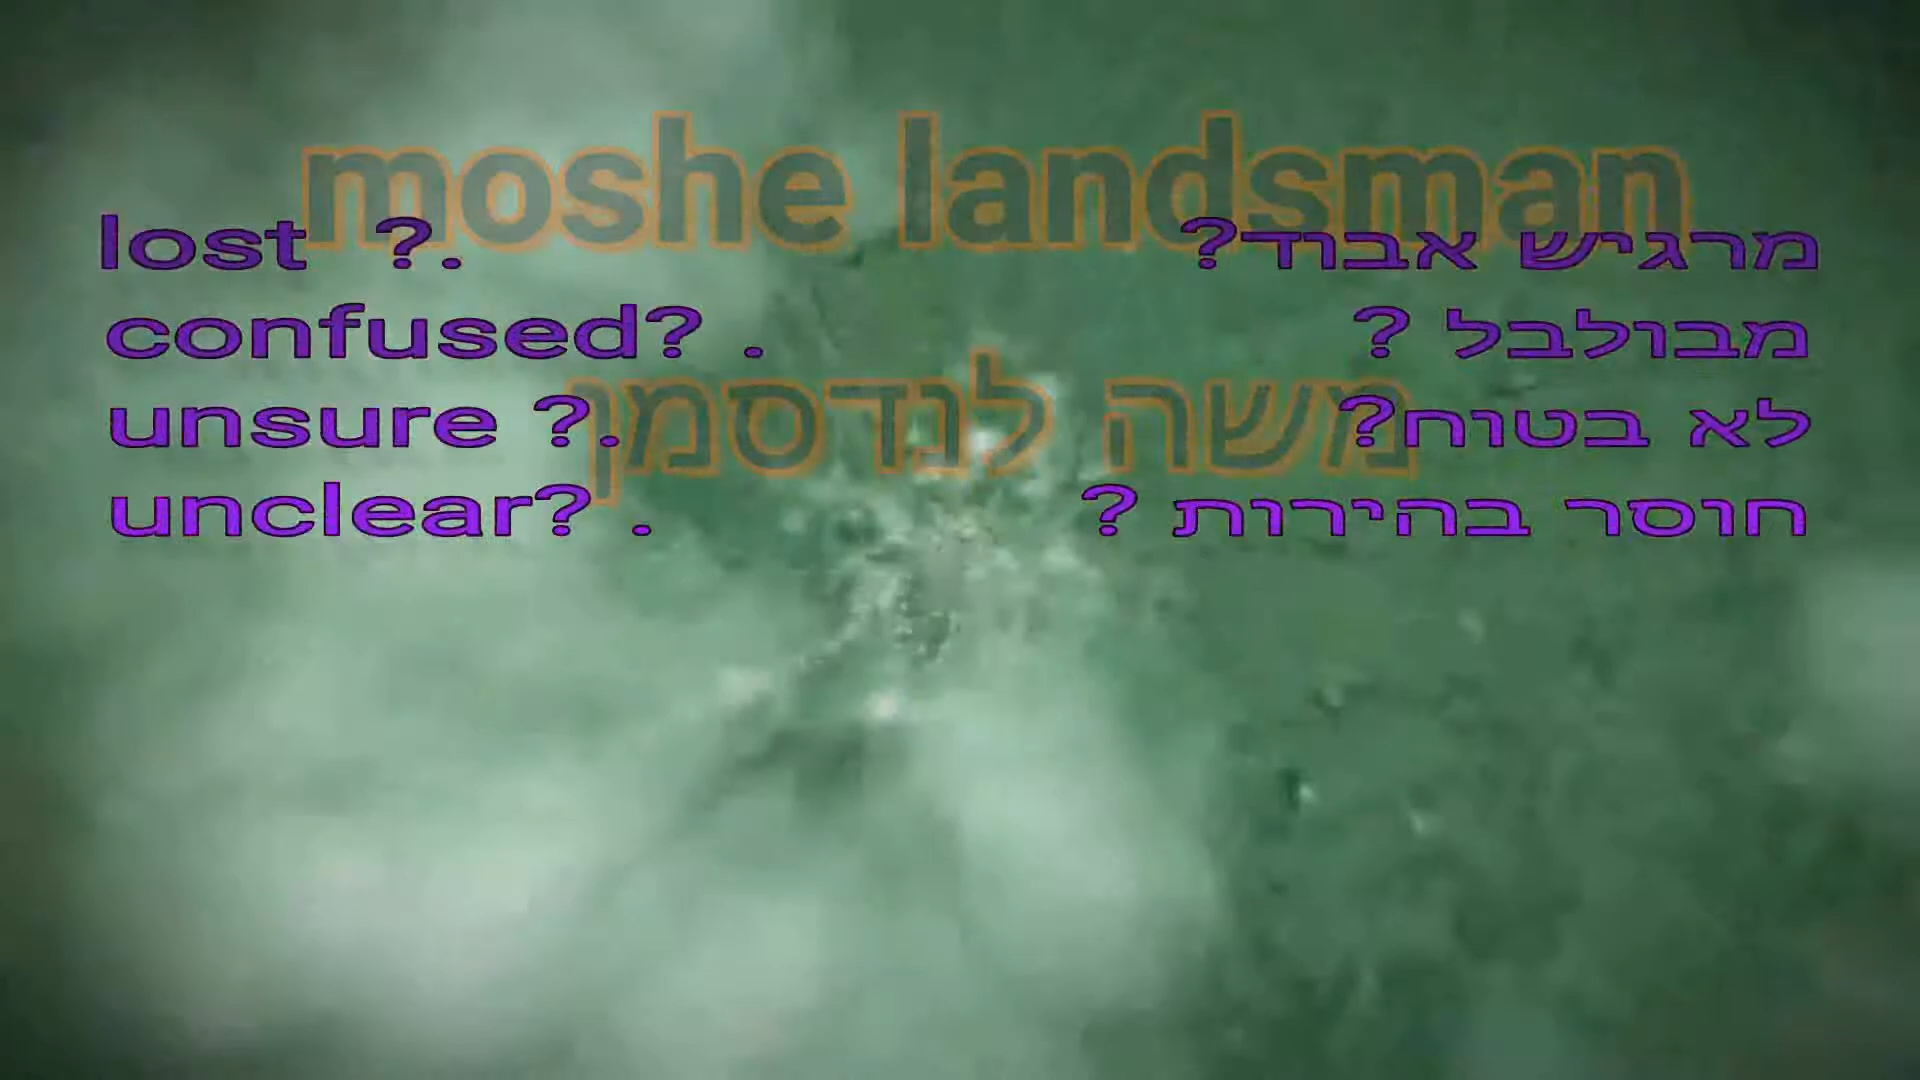 moshe landsman
משה לנדסמן
lost ?. מרגיש אבוד?
confused? . מבולבל ?
unsure ?. לא בטוח?
unclear? . חוסר בהירות ?